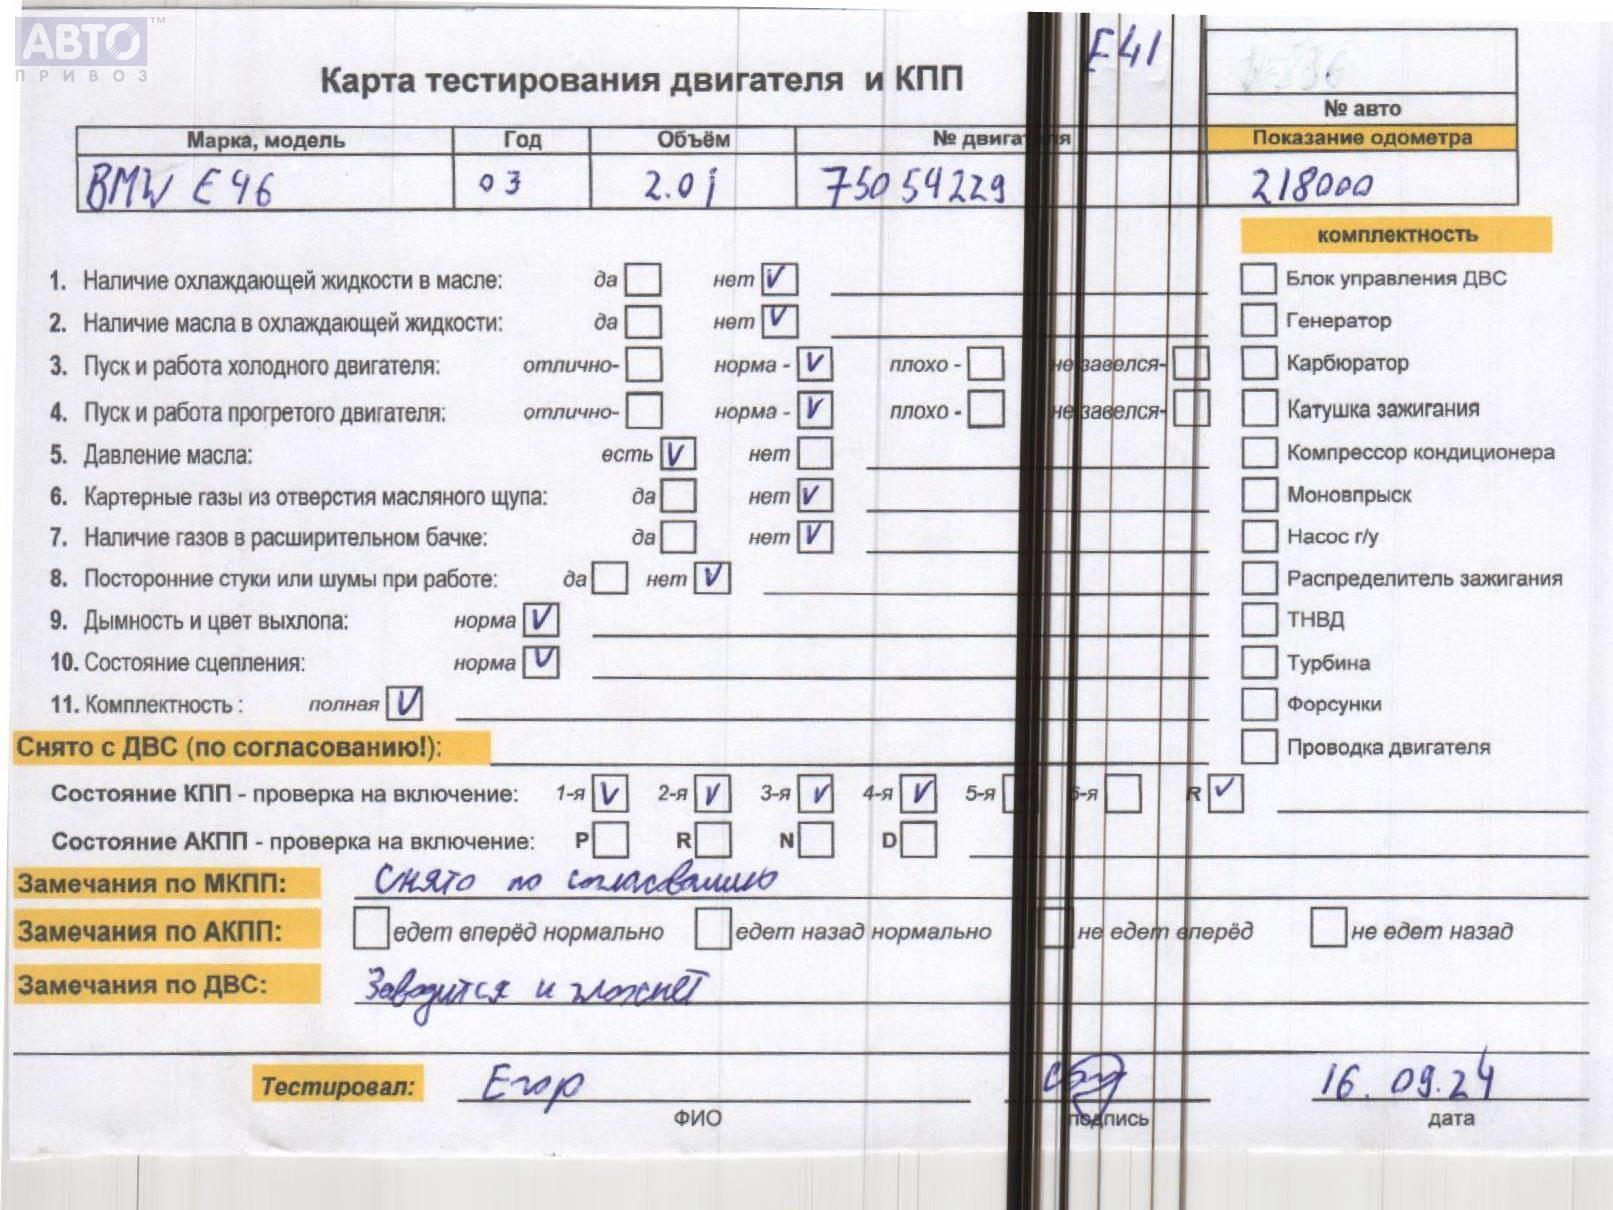 АВТО™
ПРИВОЗ
E41
Карта тестирования двигателя и КПП
№ авто
Марка, модель Год Объём № двигателя Показание одометра
BMW E46 03 2.0i 75054229 218000
комплектность
1. Наличие охлаждающей жидкости в масле: да нет V Блок управления ДВС
2. Наличие масла в охлаждающей жидкости: да нет V Генератор
3. Пуск и работа холодного двигателя: отлично- норма - V плохо - не завелся- Карбюратор
4. Пуск и работа прогретого двигателя: отлично- норма - V плохо - не завелся- Катушка зажигания
5. Давление масла: есть V нет Компрессор кондиционера
6. Картерные газы из отверстия масляного щупа: да нет V Моновпрыск
7. Наличие газов в расширительном бачке: да нет V Насос г/у
8. Посторонние стуки или шумы при работе: да нет V Распределитель зажигания
9. Дымность и цвет выхлопа: норма V ТНВД
10. Состояние сцепления: норма V Турбина
11. Комплектность : полная V Форсунки
Снято с ДВС (по согласованию!): Проводка двигателя
Состояние КПП - проверка на включение: 1-я V 2-я V 3-я V 4-я V 5-я 6-я R V
Состояние АКПП - проверка на включение: P R N D
Замечания по МКПП: Снято по согласванию
Замечания по АКПП: едет вперёд нормально едет назад нормально не едет вперёд не едет назад
Замечания по ДВС: Заводится и глохнет
Тестировал: Егор 16.09.24
ФИО подпись дата